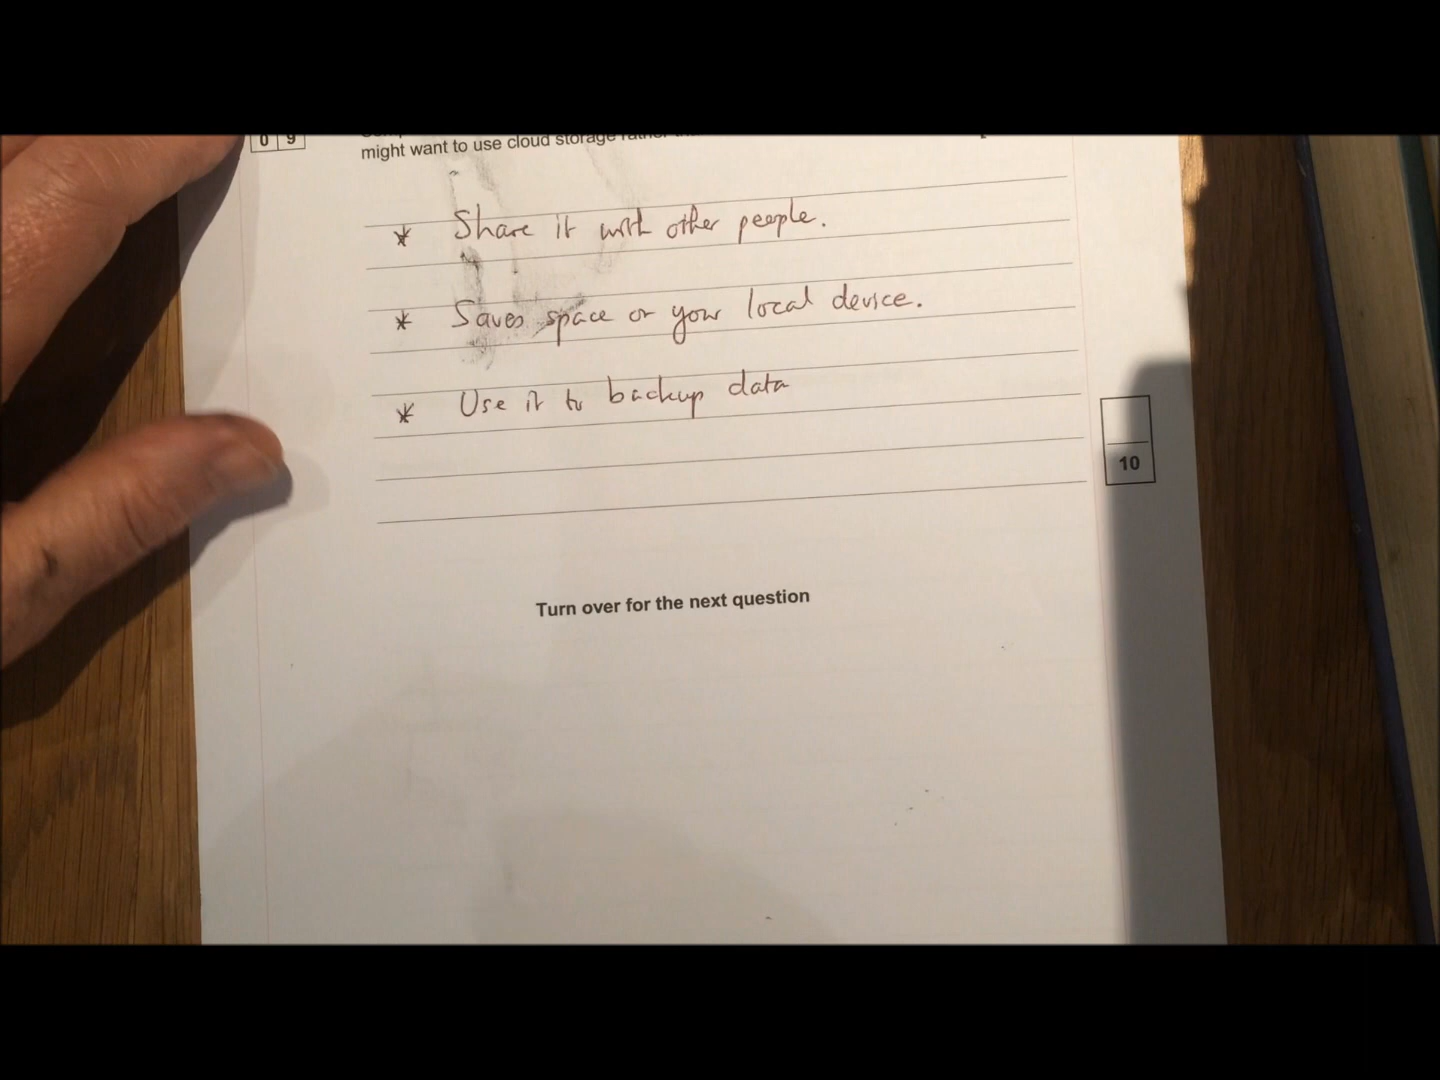 0 9
might want to use cloud storage rather
* Share it with other people.
* Saves space on your local device.
* Use it to backup data
10
Turn over for the next question